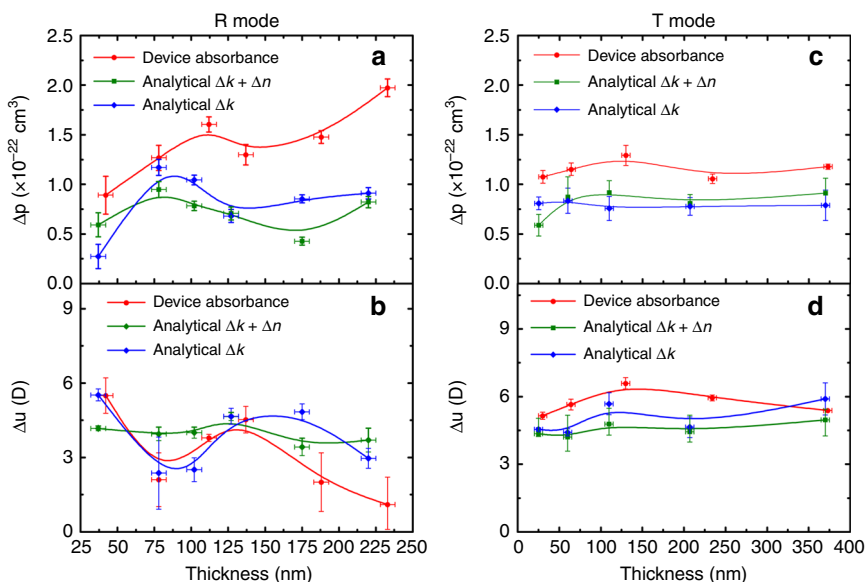 R mode
T mode
a
Device absorbance
Analytical Δk + Δn
Analytical Δk
Δp (×10–22 cm3)
2.5
2.0
1.5
1.0
0.5
0.0
c
Device absorbance
Analytical Δk + Δn
Analytical Δk
Δp (×10–22 cm3)
2.5
2.0
1.5
1.0
0.5
0.0
b
Device absorbance
Analytical Δk + Δn
Analytical Δk
Δu (D)
9
6
3
0
25 50 75 100 125 150 175 200 225 250
Thickness (nm)
d
Device absorbance
Analytical Δk + Δn
Analytical Δk
Δu (D)
9
6
3
0
0 50 100 150 200 250 300 350 400
Thickness (nm)